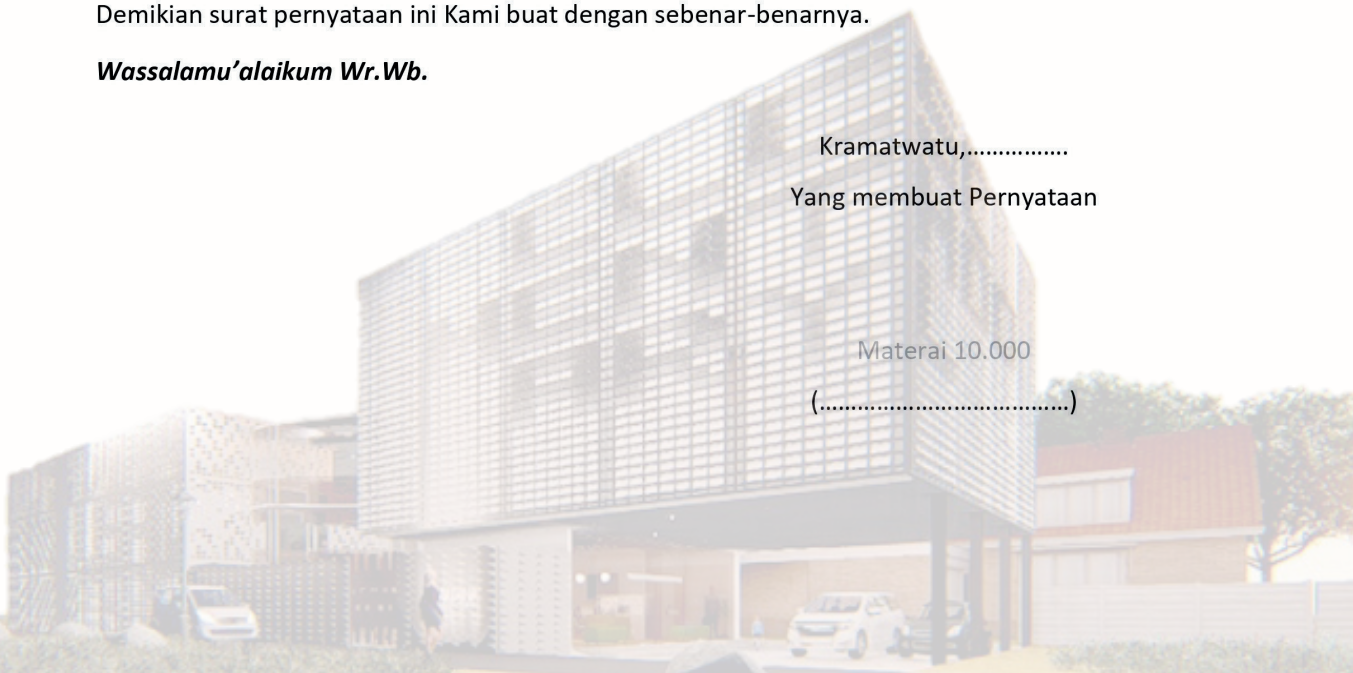 Demikian surat pernyataan ini Kami buat dengan sebenar-benarnya.
Wassalamu’alaikum Wr.Wb.
Kramatwatu,................
Yang membuat Pernyataan
Materai 10.000
(.......................................)